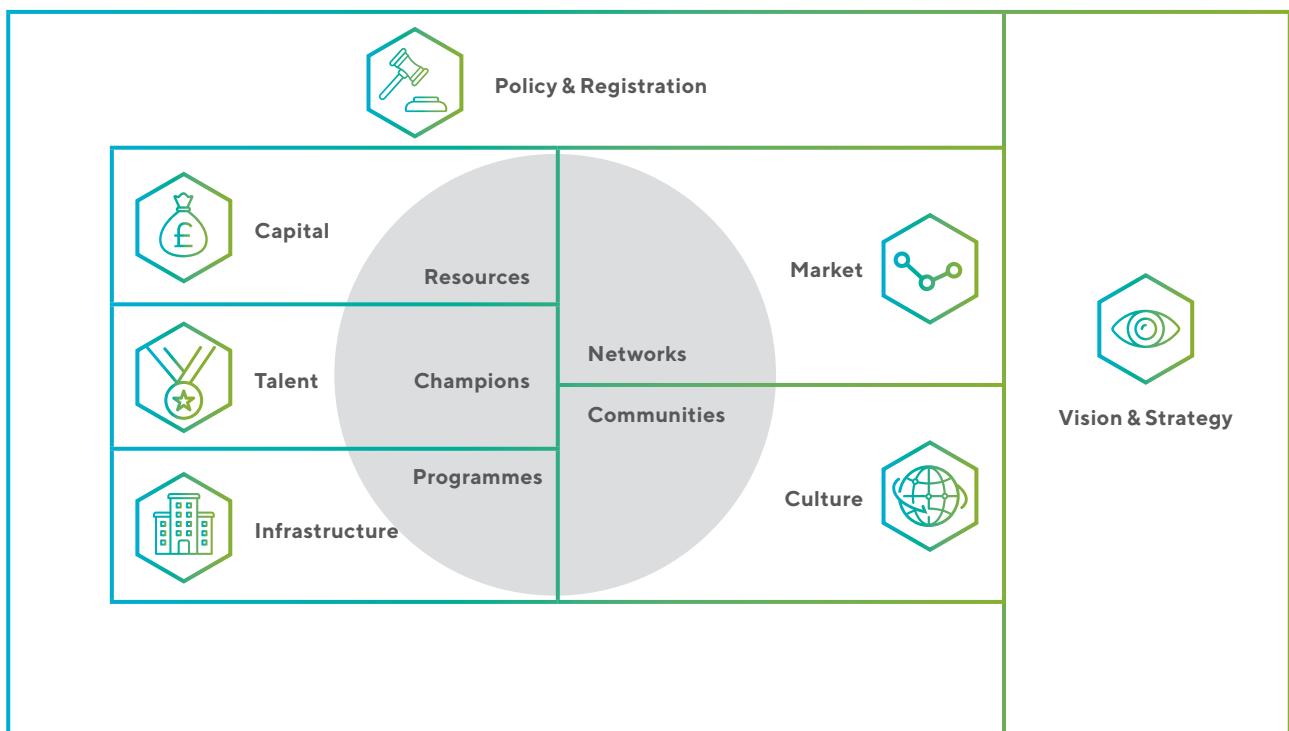 Policy & Registration
Capital
Resources
Talent
Champions
Programmes
Infrastructure
Market
Networks
Communities
Culture
Vision & Strategy
£